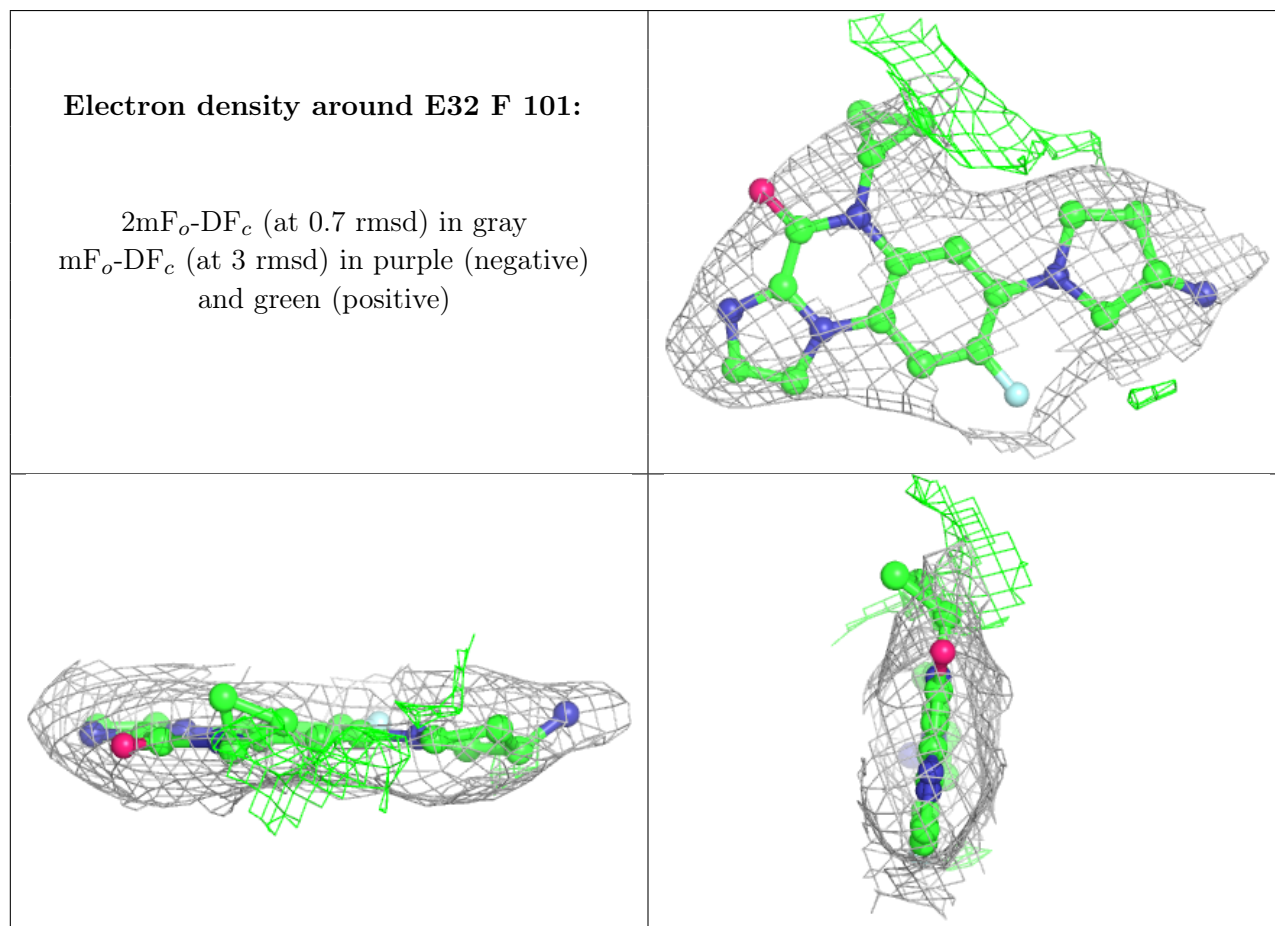 Electron density around E32 F 101:
2mFo-DFc (at 0.7 rmsd) in gray
mFo-DFc (at 3 rmsd) in purple (negative)
and green (positive)